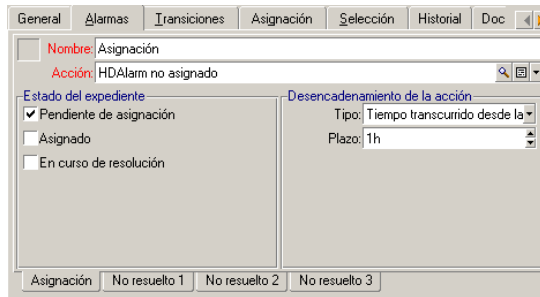 General Alarmas Transiciones Asignación Selección Historial Doc
Nombre: Asignación
Acción: HDAlarm no asignado
Estado del expediente
Pendiente de asignación
Asignado
En curso de resolución
Desencadenamiento de la acción
Tipo: Tiempo transcurrido desde la
Plazo: 1h
Asignación No resuelto 1 No resuelto 2 No resuelto 3